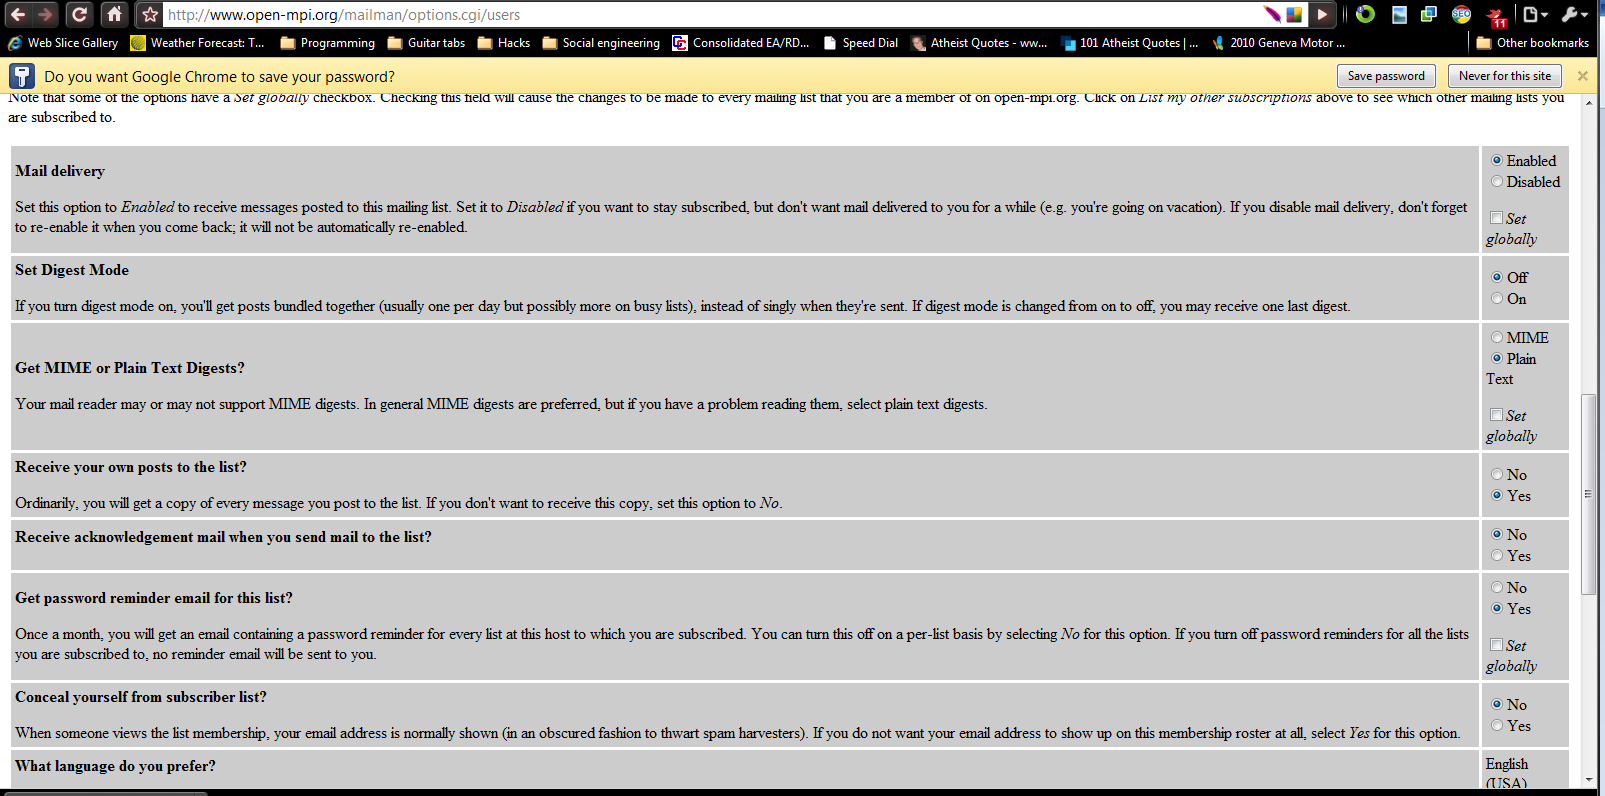 http://www.open-mpi.org/mailman/options.cgi/users
SEO
11
Web Slice Gallery
Weather Forecast: T...
Programming
Guitar tabs
Hacks
Social engineering
Consolidated EA/RD...
Speed Dial
Atheist Quotes - ww...
101 Atheist Quotes | ...
2010 Geneva Motor ...
Other bookmarks
Do you want Google Chrome to save your password?
Save password
Never for this site
Note that some of the options have a Set globally checkbox. Checking this field will cause the changes to be made to every mailing list that you are a member of on open-mpi.org. Click on List my other subscriptions above to see which other mailing lists you
are subscribed to.
Mail delivery
Set this option to Enabled to receive messages posted to this mailing list. Set it to Disabled if you want to stay subscribed, but don't want mail delivered to you for a while (e.g. you're going on vacation). If you disable mail delivery, don't forget
to re-enable it when you come back; it will not be automatically re-enabled.
Enabled
Disabled
Set
globally
Set Digest Mode
If you turn digest mode on, you'll get posts bundled together (usually one per day but possibly more on busy lists), instead of singly when they're sent. If digest mode is changed from on to off, you may receive one last digest.
Off
On
Get MIME or Plain Text Digests?
Your mail reader may or may not support MIME digests. In general MIME digests are preferred, but if you have a problem reading them, select plain text digests.
MIME
Plain
Text
Set
globally
Receive your own posts to the list?
Ordinarily, you will get a copy of every message you post to the list. If you don't want to receive this copy, set this option to No.
No
Yes
Receive acknowledgement mail when you send mail to the list?
No
Yes
Get password reminder email for this list?
Once a month, you will get an email containing a password reminder for every list at this host to which you are subscribed. You can turn this off on a per-list basis by selecting No for this option. If you turn off password reminders for all the lists
you are subscribed to, no reminder email will be sent to you.
No
Yes
Set
globally
Conceal yourself from subscriber list?
When someone views the list membership, your email address is normally shown (in an obscured fashion to thwart spam harvesters). If you do not want your email address to show up on this membership roster at all, select Yes for this option.
No
Yes
What language do you prefer?
English
(USA)